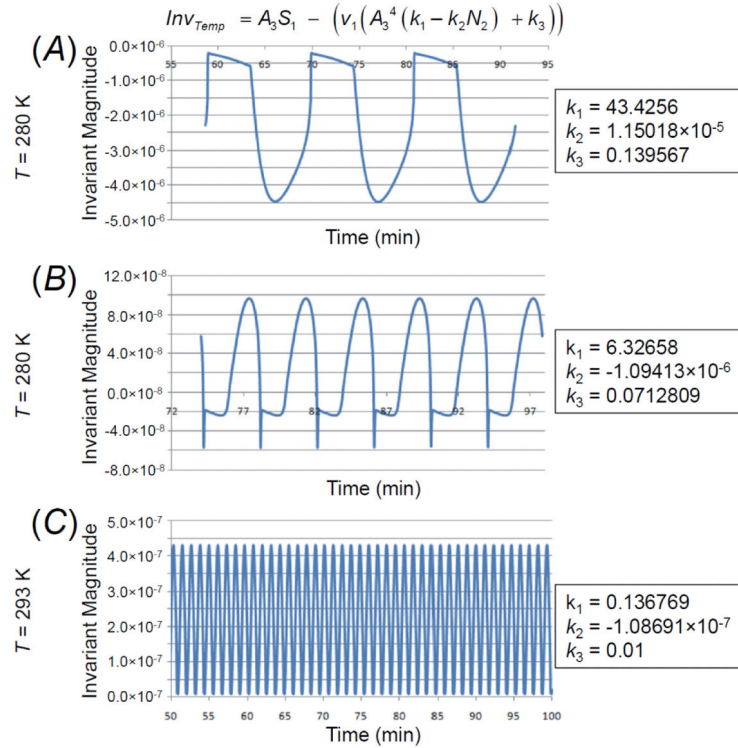 Inv_Temp = A₃S₁ − (v₁(A₃⁴(k₁ − k₂N₂) + k₃))
(A)
T = 280 K
Invariant Magnitude
0.0×10⁻⁶
-1.0×10⁻⁶
-2.0×10⁻⁶
-3.0×10⁻⁶
-4.0×10⁻⁶
-5.0×10⁻⁶
55 60 65 70 75 80 85 90 95
Time (min)
k₁ = 43.4256
k₂ = 1.15018×10⁻⁵
k₃ = 0.139567
(B)
T = 280 K
Invariant Magnitude
12.0×10⁻⁸
8.0×10⁻⁸
4.0×10⁻⁸
0.0×10⁻⁸
-4.0×10⁻⁸
-8.0×10⁻⁸
72 77 82 87 92 97
Time (min)
k₁ = 6.32658
k₂ = -1.09413×10⁻⁶
k₃ = 0.0712809
(C)
T = 293 K
Invariant Magnitude
5.0×10⁻⁷
4.0×10⁻⁷
3.0×10⁻⁷
2.0×10⁻⁷
1.0×10⁻⁷
0.0×10⁻⁷
50 55 60 65 70 75 80 85 90 95 100
Time (min)
k₁ = 0.136769
k₂ = -1.08691×10⁻⁷
k₃ = 0.01